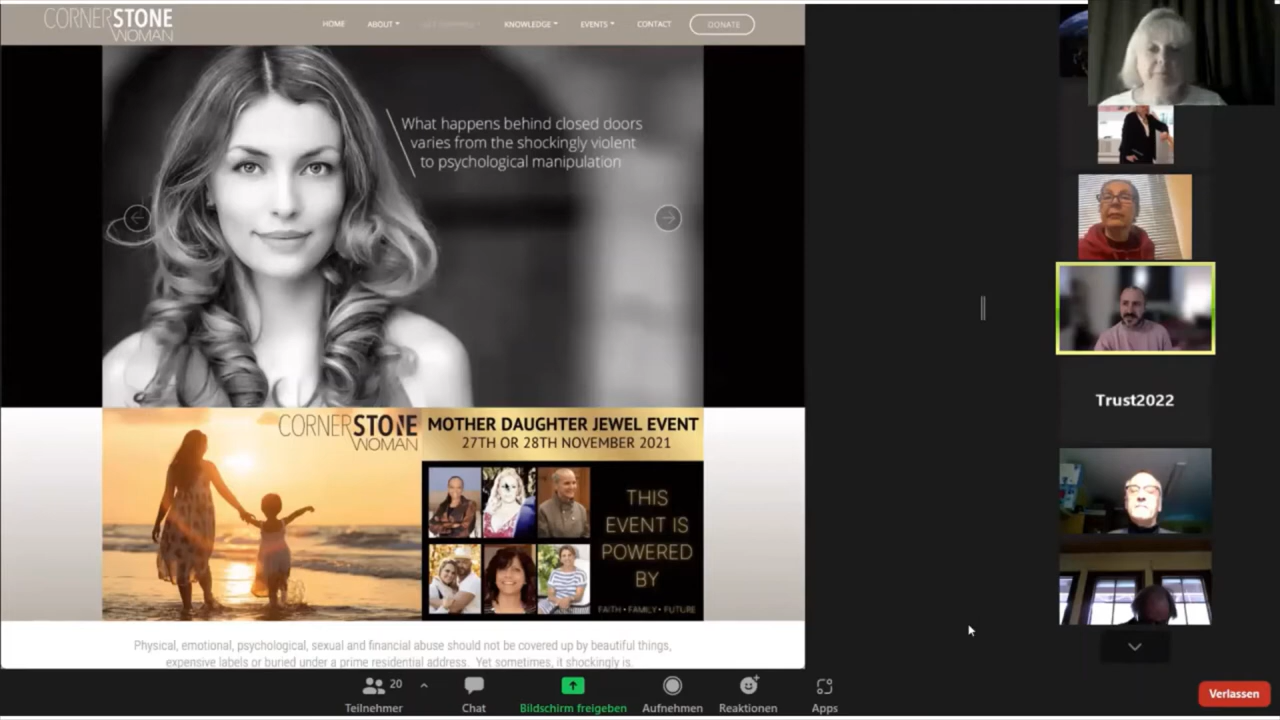 CORNERSTONE
WOMAN
HOME
ABOUT
KNOWLEDGE
EVENTS
CONTACT
DONATE
What happens behind closed doors
varies from the shockingly violent
to psychological manipulation
CORNERSTONE
WOMAN
MOTHER DAUGHTER JEWEL EVENT
27TH OR 28TH NOVEMBER 2021
THIS
EVENT IS
POWERED
BY
FAITH • FAMILY • FUTURE
Physical, emotional, psychological, sexual and financial abuse should not be covered up by beautiful things,
expensive labels or buried under a prime residential address. Yet sometimes, it shockingly is.
Trust2022
20
Teilnehmer
Chat
Bildschirm freigeben
Aufnehmen
Reaktionen
Apps
Verlassen